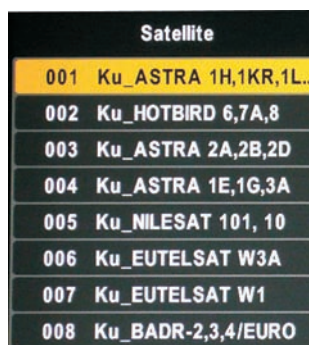 Satellite
001 Ku_ASTRA 1H,1KR,1L..
002 Ku_HOTBIRD 6,7A,8
003 Ku_ASTRA 2A,2B,2D
004 Ku_ASTRA 1E,1G,3A
005 Ku_NILESAT 101, 10
006 Ku_EUTELSAT W3A
007 Ku_EUTELSAT W1
008 Ku_BADR-2,3,4/EURO